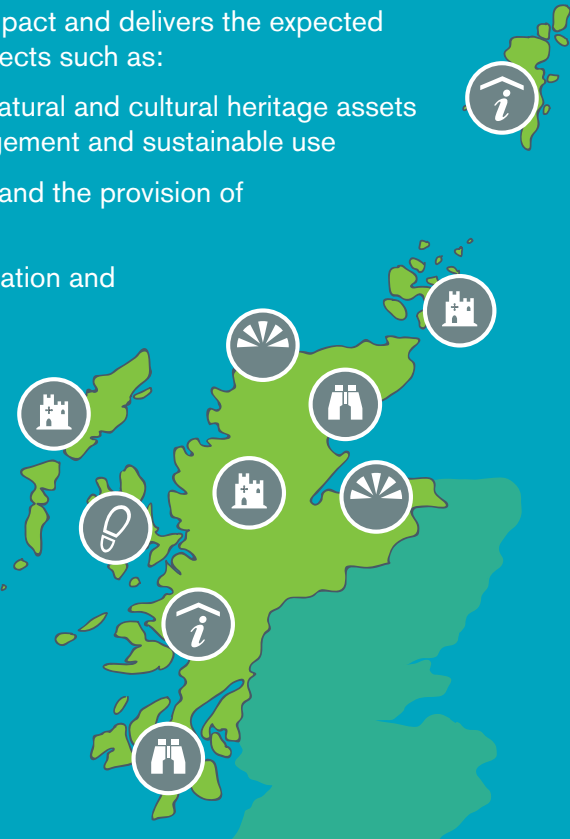 pact and delivers the expected
ects such as:
atural and cultural heritage assets
gement and sustainable use
and the provision of
ation and
i
i